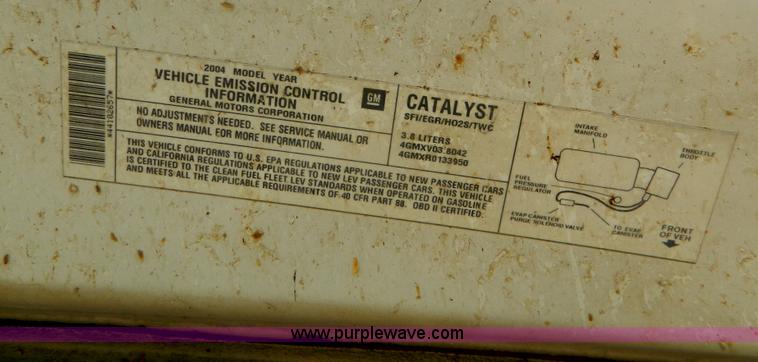 *44182657*
2004 MODEL YEAR
VEHICLE EMISSION CONTROL
INFORMATION
GENERAL MOTORS CORPORATION
GM
NO ADJUSTMENTS NEEDED. SEE SERVICE MANUAL OR
OWNERS MANUAL FOR MORE INFORMATION.
CATALYST
SFI/EGR/HO2S/TWC
3.8 LITERS
4GMXV03.8042
4GMXR0133950
THIS VEHICLE CONFORMS TO U.S. EPA REGULATIONS APPLICABLE TO NEW PASSENGER CARS
AND CALIFORNIA REGULATIONS APPLICABLE TO NEW LEV PASSENGER CARS. THIS VEHICLE
IS CERTIFIED TO THE CLEAN FUEL FLEET LEV STANDARDS WHEN OPERATED ON GASOLINE
AND MEETS ALL THE APPLICABLE REQUIREMENTS OF 40 CFR PART 88. OBD II CERTIFIED.
INTAKE
MANIFOLD
THROTTLE
BODY
FUEL
PRESSURE
REGULATOR
EVAP CANISTER
PURGE SOLENOID VALVE
TO EVAP
CANISTER
FRONT
OF VEH
www.purplewave.com